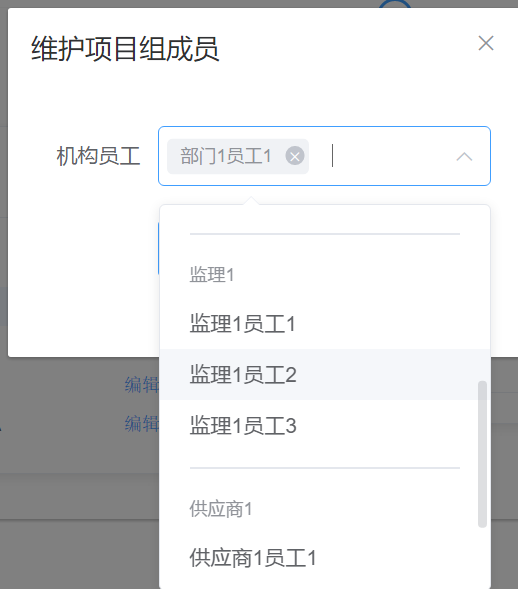 维护项目组成员
机构员工
部门1员工1
监理1
监理1员工1
监理1员工2
编辑
监理1员工3
编辑
供应商1
供应商1员工1